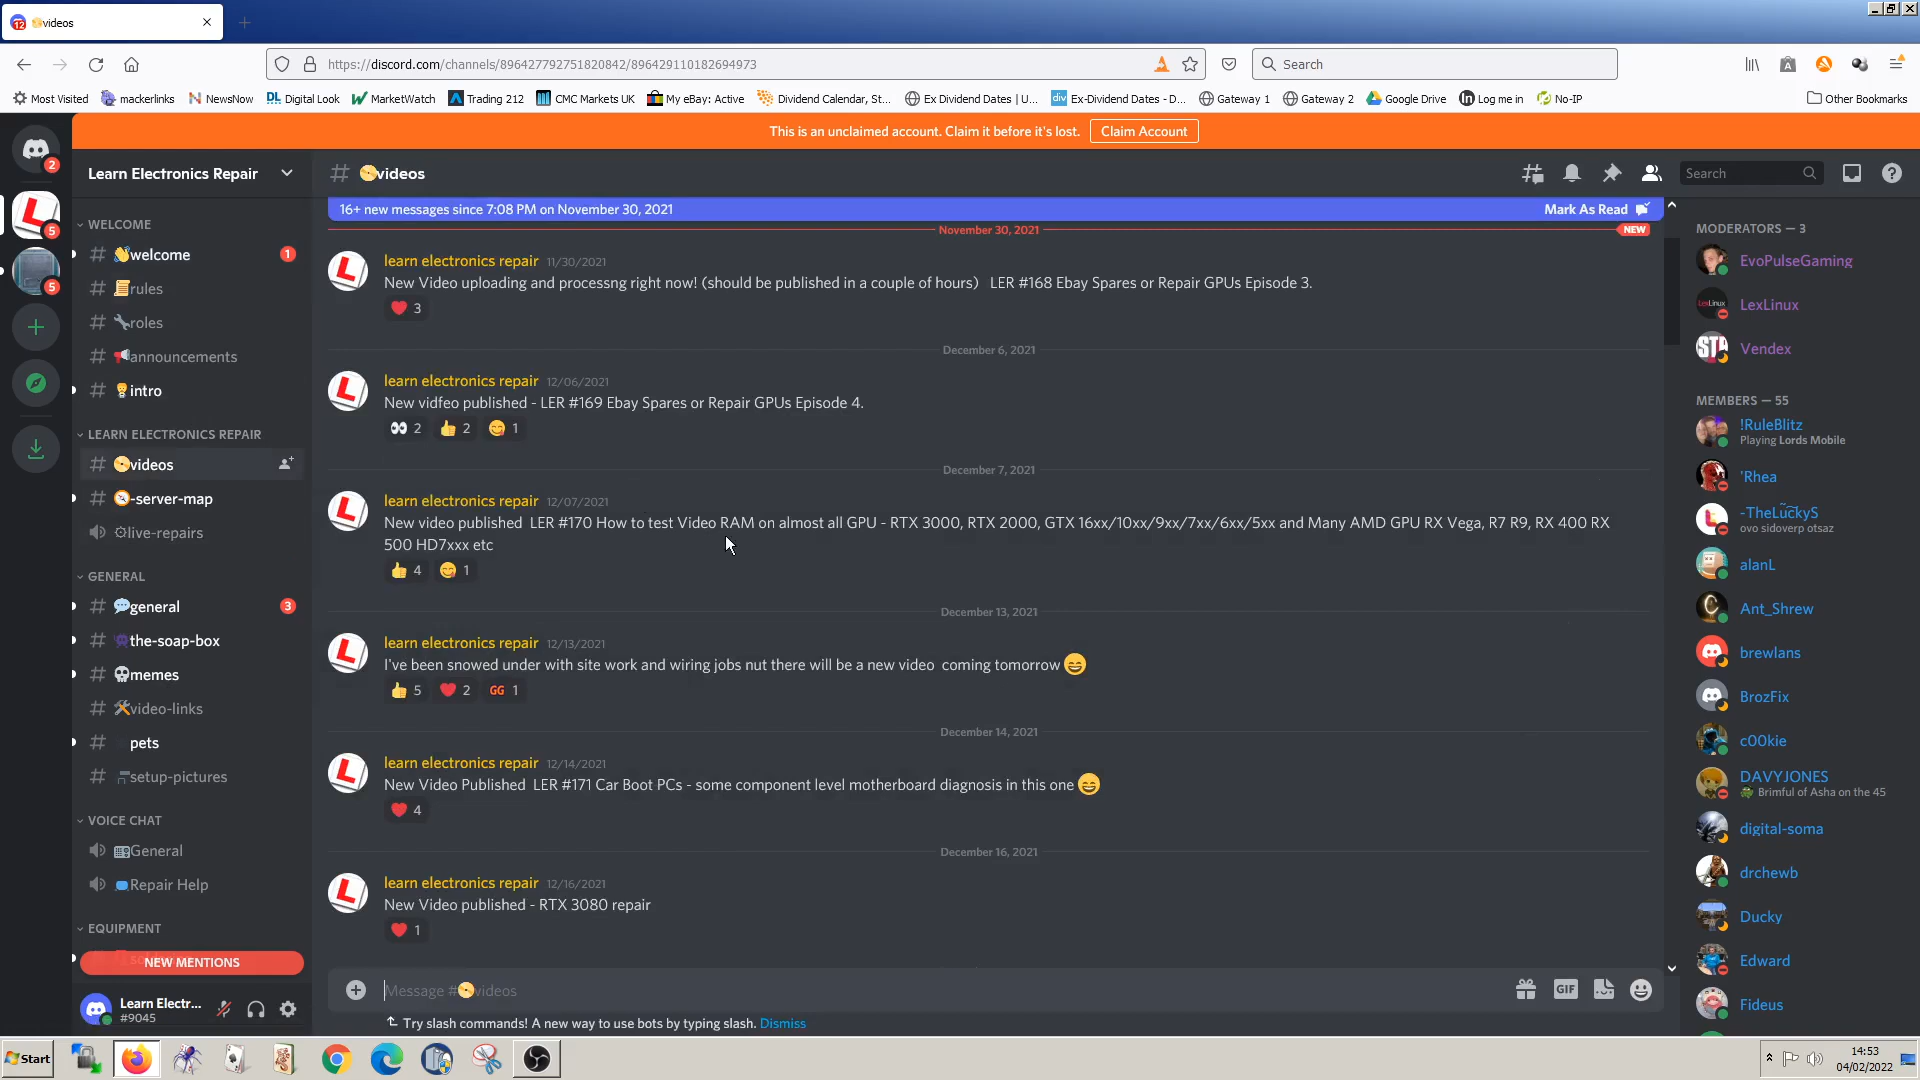 videos
https://discord.com/channels/896427792751820842/896429110182694973
Search
Most Visited
mackerlinks
NewsNow
Digital Look
MarketWatch
Trading 212
CMC Markets UK
My eBay: Active
Dividend Calendar, St...
Ex Dividend Dates | U...
Ex-Dividend Dates - D...
Gateway 1
Gateway 2
Google Drive
Log me in
No-IP
Other Bookmarks
This is an unclaimed account. Claim it before it's lost.
Claim Account
2
5
5
Learn Electronics Repair
WELCOME
welcome
1
rules
roles
announcements
intro
LEARN ELECTRONICS REPAIR
videos
-server-map
live-repairs
GENERAL
general
3
the-soap-box
memes
video-links
pets
setup-pictures
VOICE CHAT
General
Repair Help
EQUIPMENT
NEW MENTIONS
Learn Electr...
#9045
videos
Search
16+ new messages since 7:08 PM on November 30, 2021
Mark As Read
November 30, 2021
NEW
learn electronics repair 11/30/2021
New Video uploading and processng right now! (should be published in a couple of hours) LER #168 Ebay Spares or Repair GPUs Episode 3.
3
December 6, 2021
learn electronics repair 12/06/2021
New vidfeo published - LER #169 Ebay Spares or Repair GPUs Episode 4.
2 2 1
December 7, 2021
learn electronics repair 12/07/2021
New video published LER #170 How to test Video RAM on almost all GPU - RTX 3000, RTX 2000, GTX 16xx/10xx/9xx/7xx/6xx/5xx and Many AMD GPU RX Vega, R7 R9, RX 400 RX
500 HD7xxx etc
4 1
December 13, 2021
learn electronics repair 12/13/2021
I've been snowed under with site work and wiring jobs nut there will be a new video coming tomorrow
5 2 GG 1
December 14, 2021
learn electronics repair 12/14/2021
New Video Published LER #171 Car Boot PCs - some component level motherboard diagnosis in this one
4
December 16, 2021
learn electronics repair 12/16/2021
New Video published - RTX 3080 repair
1
Message #videos
GIF
Try slash commands! A new way to use bots by typing slash. Dismiss
MODERATORS — 3
EvoPulseGaming
LexLinux
Vendex
MEMBERS — 55
!RuleBlitz
Playing Lords Mobile
'Rhea
-TheLuckyS
ovo sidoverp otsaz
alanL
Ant_Shrew
brewlans
BrozFix
c00kie
DAVYJONES
Brimful of Asha on the 45
digital-soma
drchewb
Ducky
Edward
Fideus
Start
14:53
04/02/2022